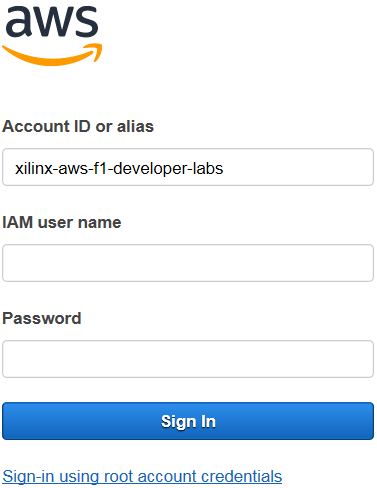 aws
Account ID or alias
xilinx-aws-f1-developer-labs
IAM user name
Password
Sign In
Sign-in using root account credentials